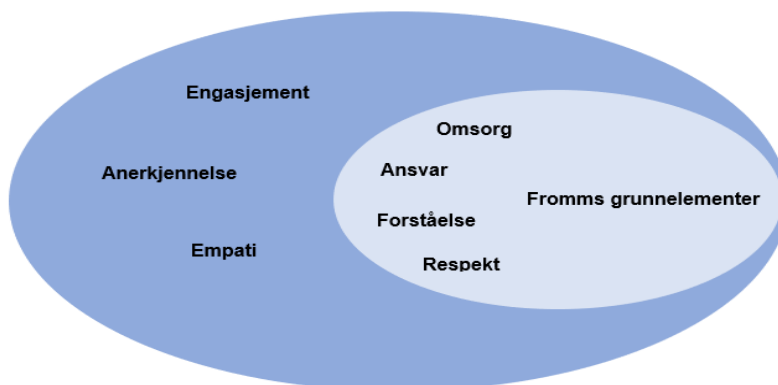 Engasjement
Omsorg
Anerkjennelse
Ansvar
Fromms grunnelementer
Forståelse
Empati
Respekt